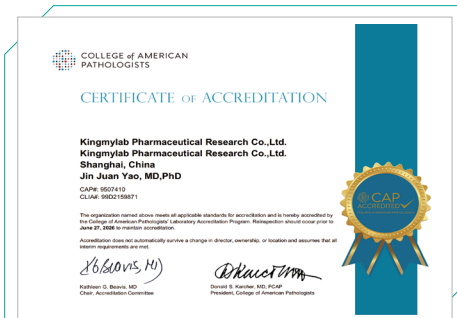 COLLEGE of AMERICAN
PATHOLOGISTS
CERTIFICATE OF ACCREDITATION
Kingmylab Pharmaceutical Research Co.,Ltd.
Kingmylab Pharmaceutical Research Co.,Ltd.
Shanghai, China
Jin Juan Yao, MD,PhD
CAP#: 9507410
CLIA#: 99D2159871
The organization named above meets all applicable standards for accreditation and is hereby accredited by
the College of American Pathologists' Laboratory Accreditation Program. Reinspection should occur prior to
June 27, 2026 to maintain accreditation.
Accreditation does not automatically survive a change in director, ownership, or location and assumes that all
interim requirements are met.
Kathleen G. Beavis, MD
Chair, Accreditation Committee
Donald S. Karcher, MD, FCAP
President, College of American Pathologists
CAP
ACCREDITED